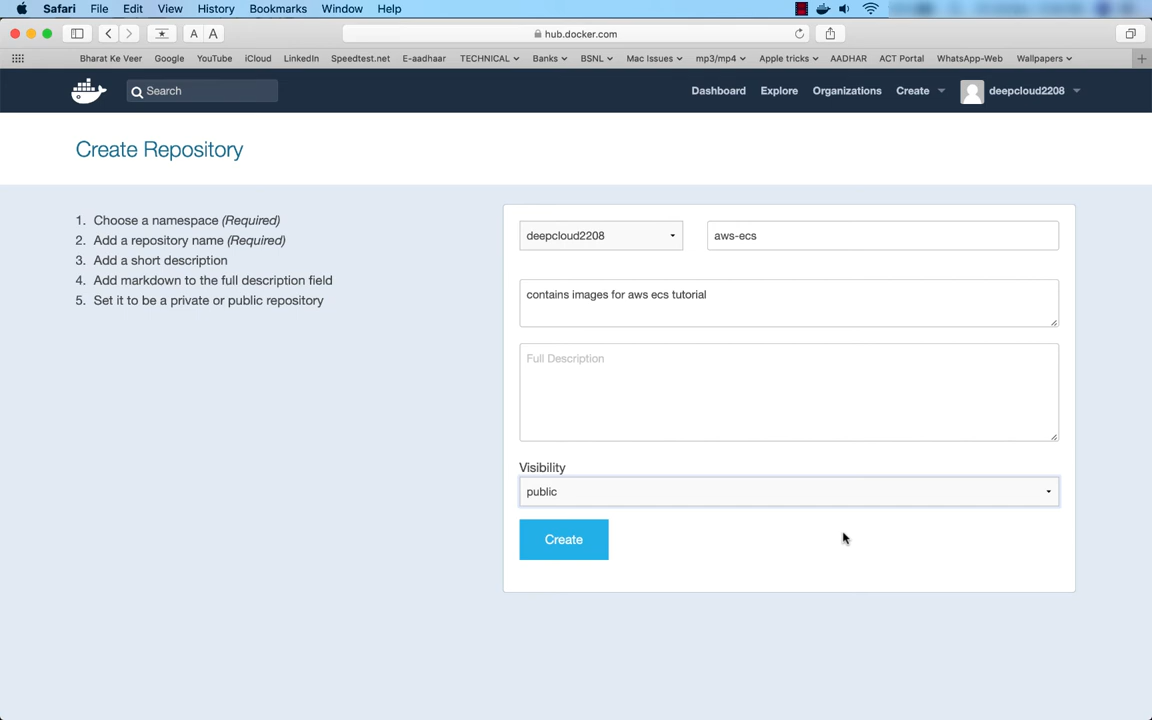 Safari File Edit View History Bookmarks Window Help
A A hub.docker.com
Bharat Ke Veer Google YouTube iCloud LinkedIn Speedtest.net E-aadhaar TECHNICAL Banks BSNL Mac Issues mp3/mp4 Apple tricks AADHAR ACT Portal WhatsApp-Web Wallpapers
Search Dashboard Explore Organizations Create deepcloud2208
Create Repository
1. Choose a namespace (Required)
2. Add a repository name (Required)
3. Add a short description
4. Add markdown to the full description field
5. Set it to be a private or public repository
deepcloud2208 aws-ecs
contains images for aws ecs tutorial
Full Description
Visibility
public
Create